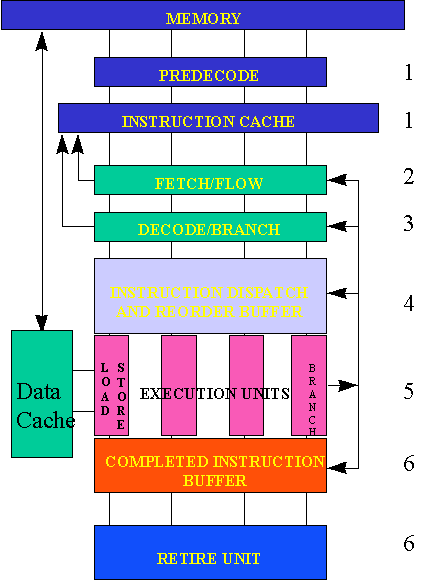 MEMORY
PREDECODE
1
INSTRUCTION CACHE
1
FETCH/FLOW
2
DECODE/BRANCH
3
INSTRUCTION DISPATCH
AND REORDER BUFFER
4
Data
Cache
LOAD
STORE
EXECUTION UNITS
BRANCH
5
COMPLETED INSTRUCTION
BUFFER
6
RETIRE UNIT
6